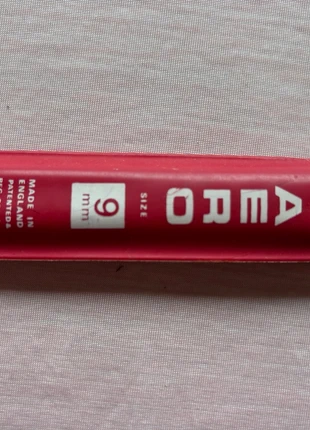 AERO
SIZE
9
mm
MADE IN
ENGLAND
PATENTED &